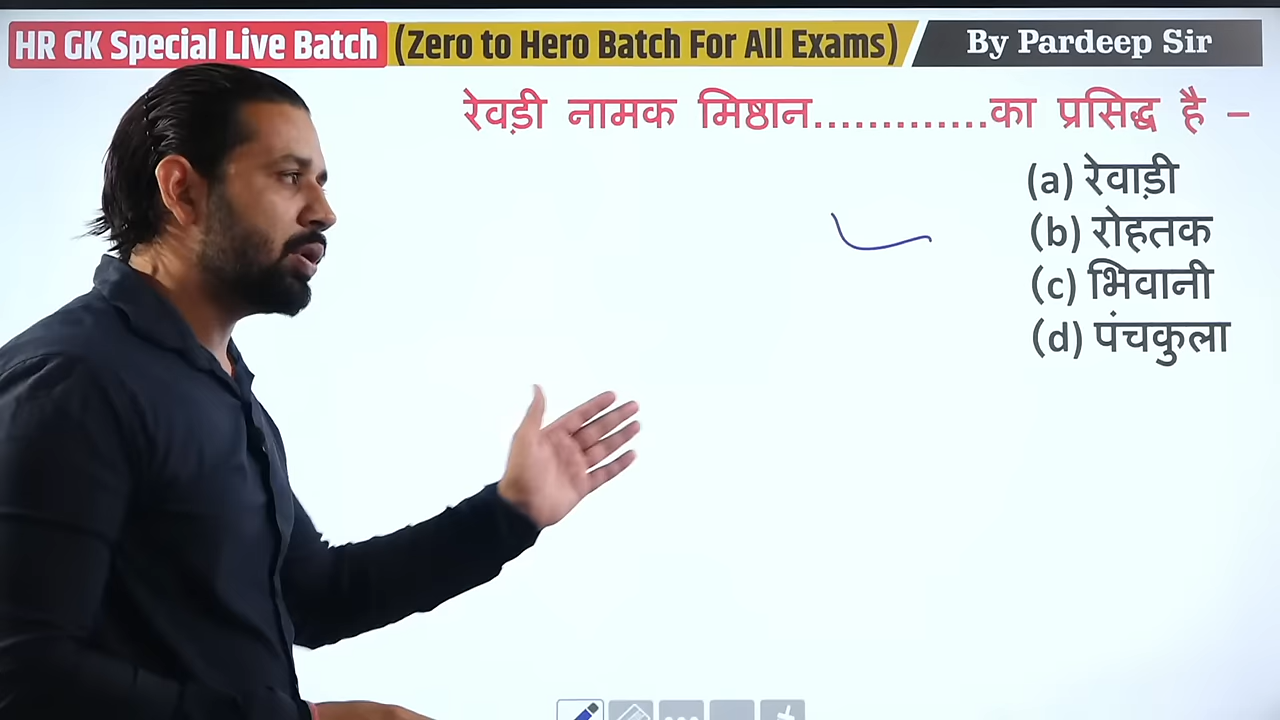 HR GK Special Live Batch (Zero to Hero Batch For All Exams) By Pardeep Sir
रेवड़ी नामक मिष्ठान.............का प्रसिद्ध है –
(a) रेवाड़ी
(b) रोहतक
(c) भिवानी
(d) पंचकुला